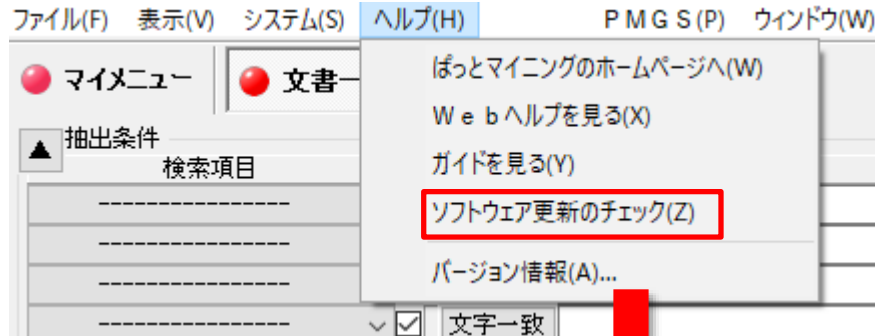 ファイル(F) 表示(V) システム(S) ヘルプ(H) ＰＭＧＳ(P) ウィンドウ(W)
マイメニュー 文書一
ぱっとマイニングのホームページへ(W)
Ｗｅｂヘルプを見る(X)
ガイドを見る(Y)
ソフトウェア更新のチェック(Z)
バージョン情報(A)...
抽出条件
検索項目
----------------
----------------
----------------
----------------
文字一致